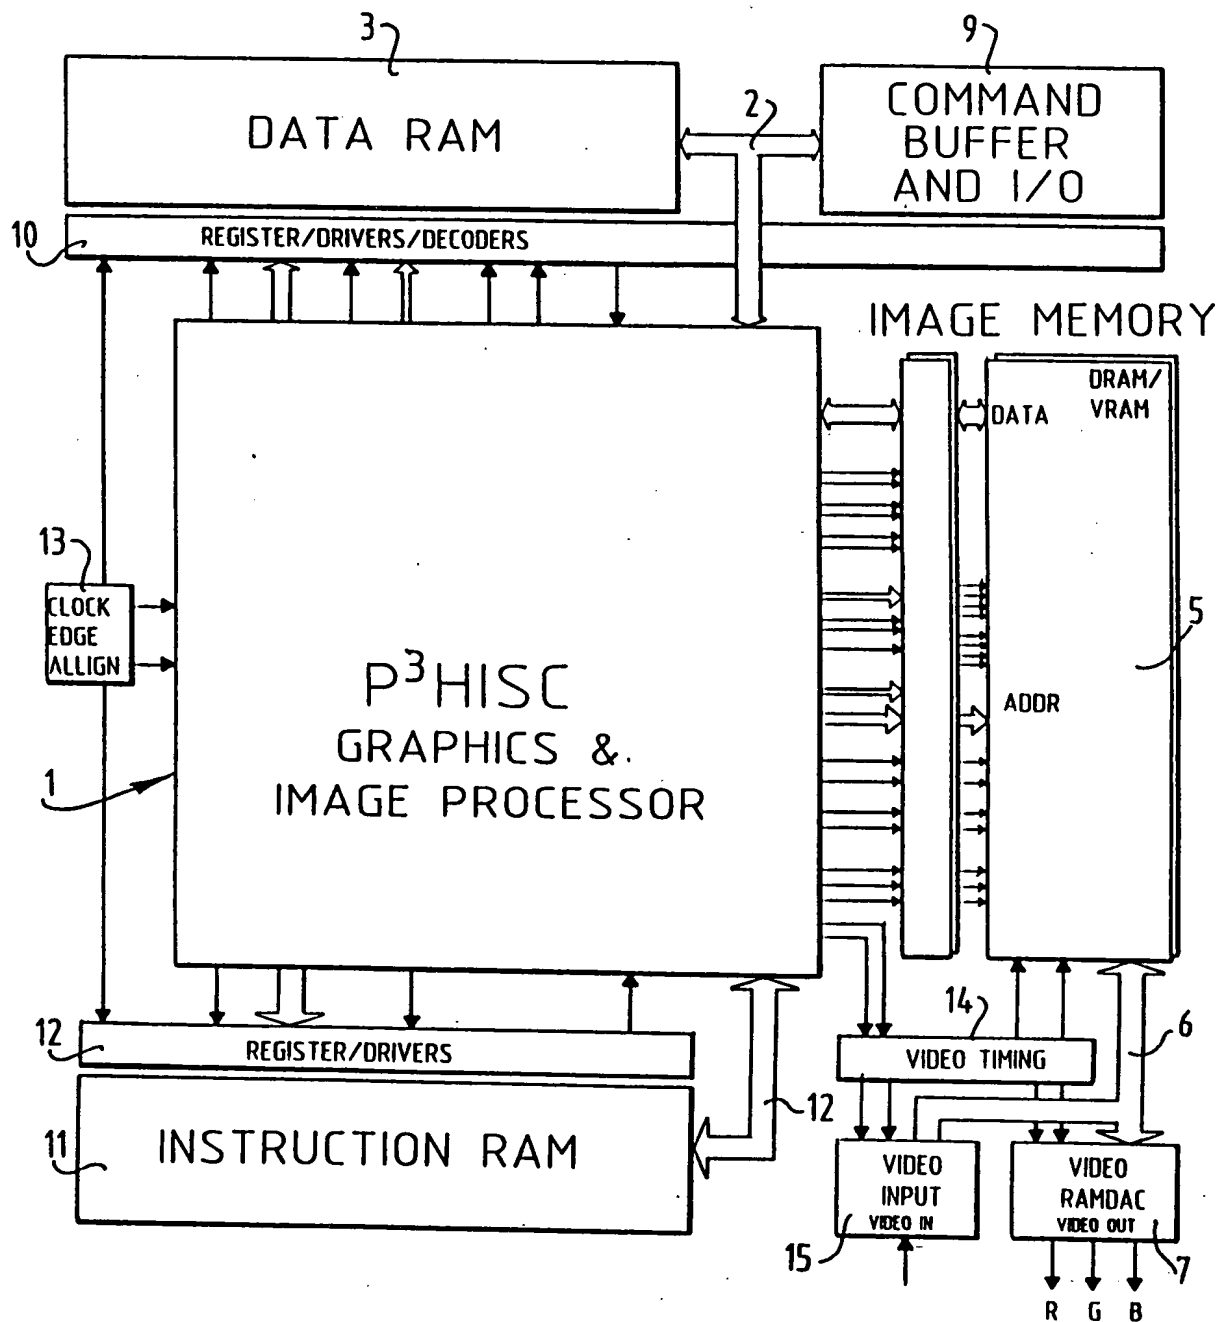 3
9
DATA RAM
2
COMMAND
BUFFER
AND I/O
10
REGISTER/DRIVERS/DECODERS
IMAGE MEMORY
DRAM/
VRAM
DATA
13
CLOCK
EDGE
ALLIGN
5
P³HISC
GRAPHICS &
IMAGE PROCESSOR
ADDR
1
14
6
12
REGISTER/DRIVERS
VIDEO TIMING
12
11
INSTRUCTION RAM
VIDEO
INPUT
VIDEO IN
VIDEO
RAMDAC
VIDEO OUT
15
7
R G B